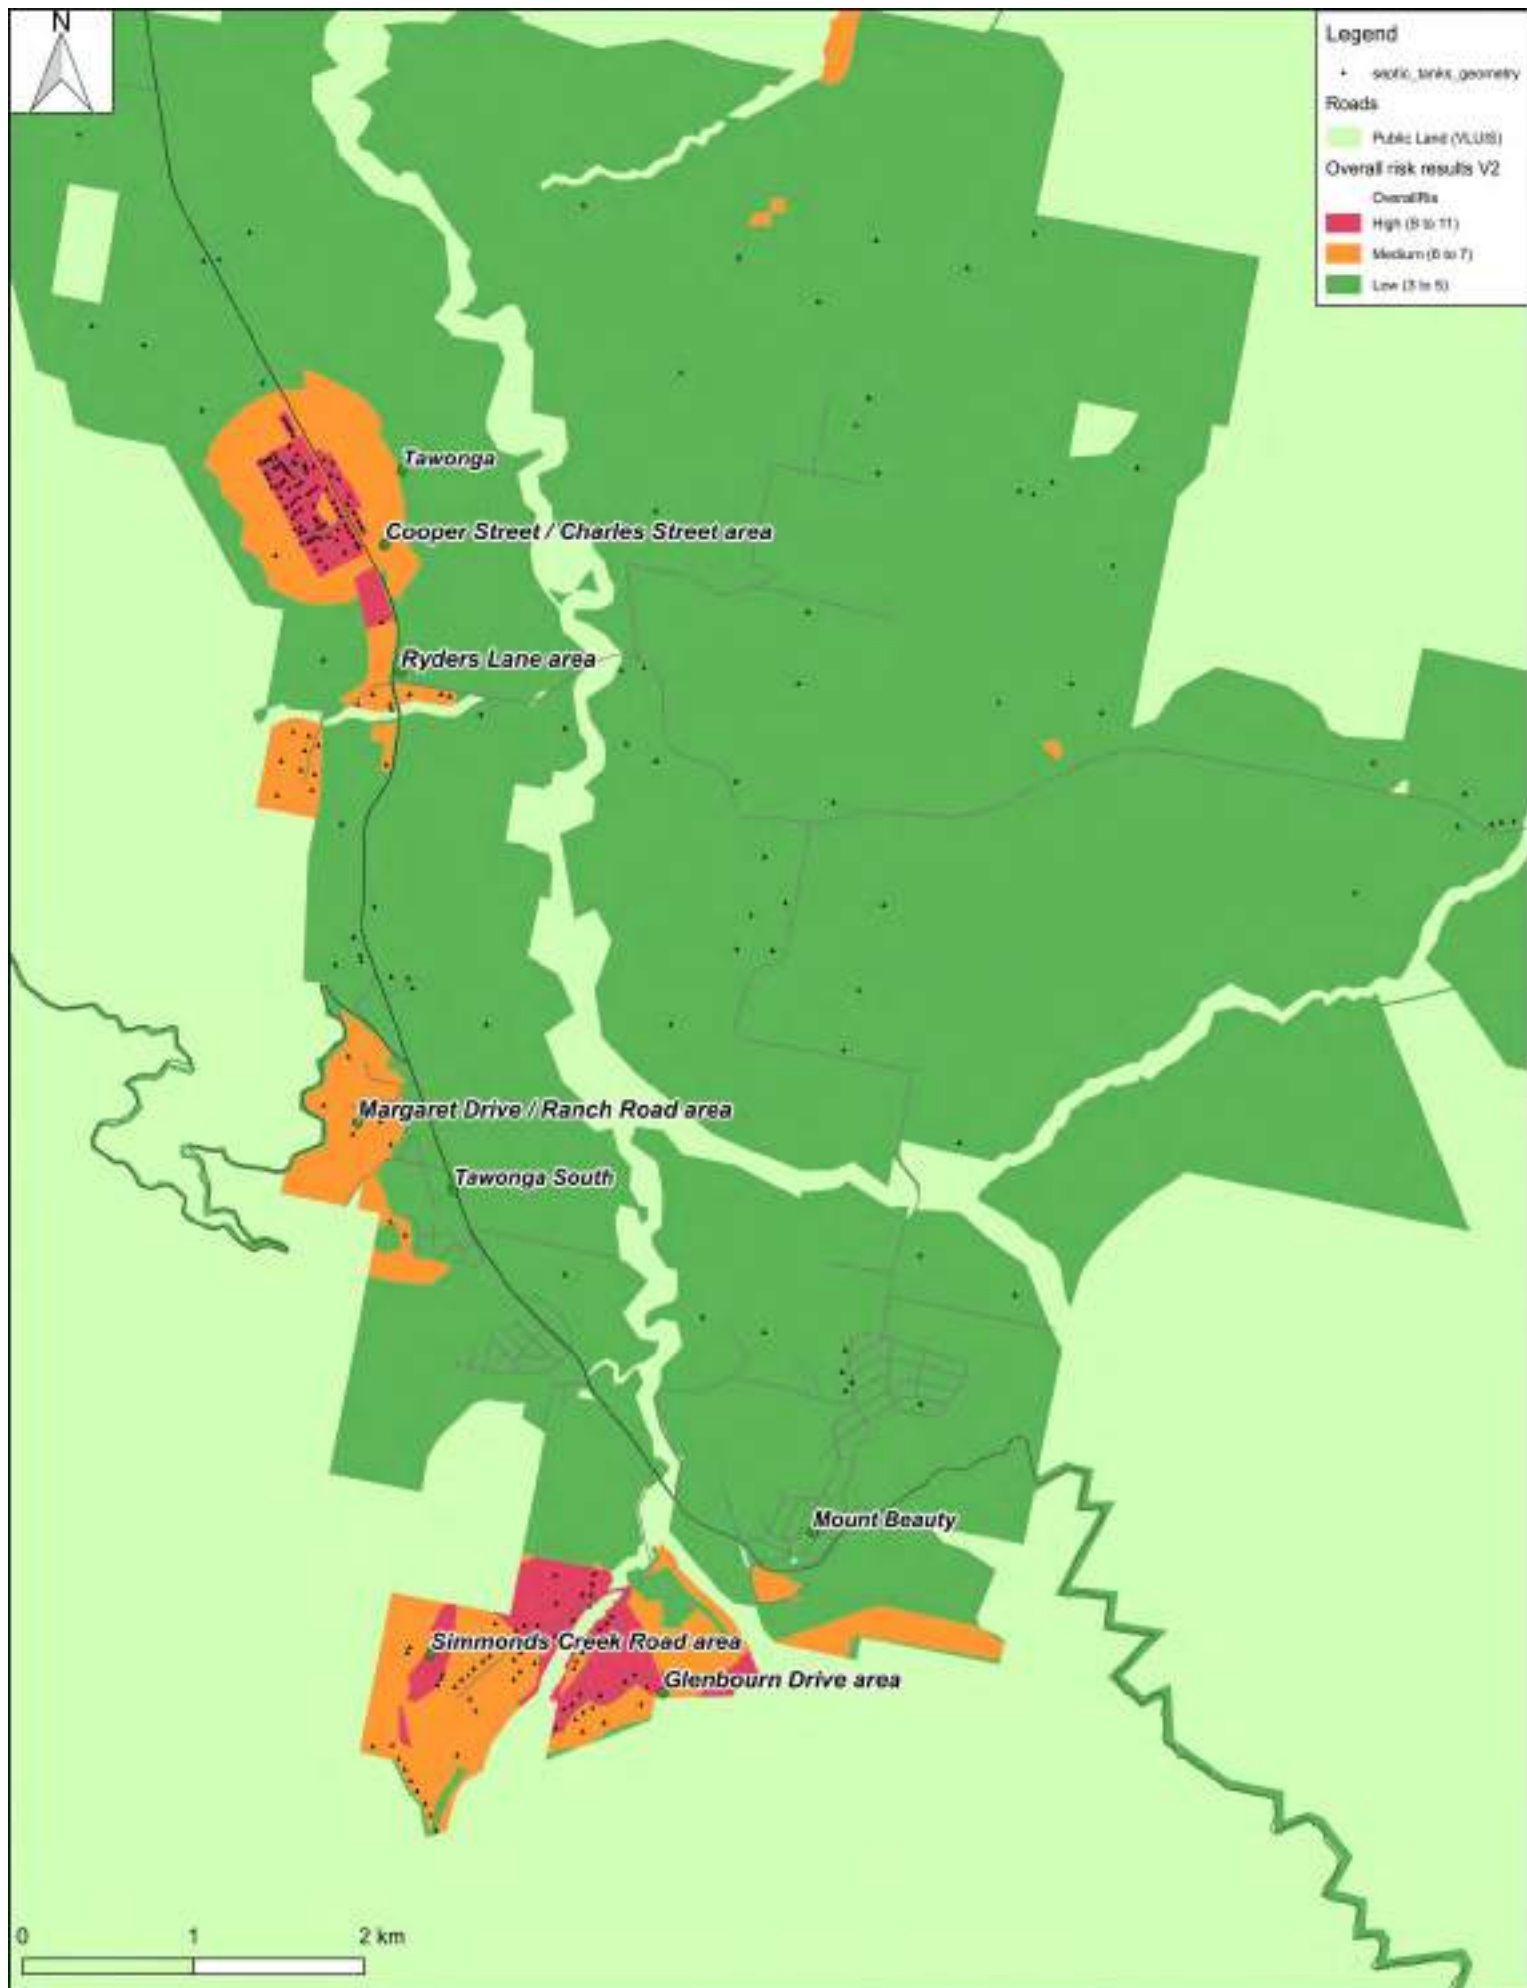 N
Legend
septic_tanks_geometry
Roads
Public Land (VLUIS)
Overall risk results V2
OverallRis
High (8 to 11)
Medium (6 to 7)
Low (3 to 5)
Tawonga
Cooper Street / Charles Street area
Ryders Lane area
Margaret Drive / Ranch Road area
Tawonga South
Mount Beauty
Simmonds Creek Road area
Glenbourn Drive area
0 1 2 km